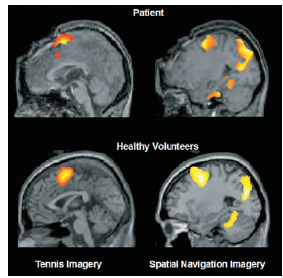 Patient
Healthy Volunteers
Tennis Imagery
Spatial Navigation Imagery